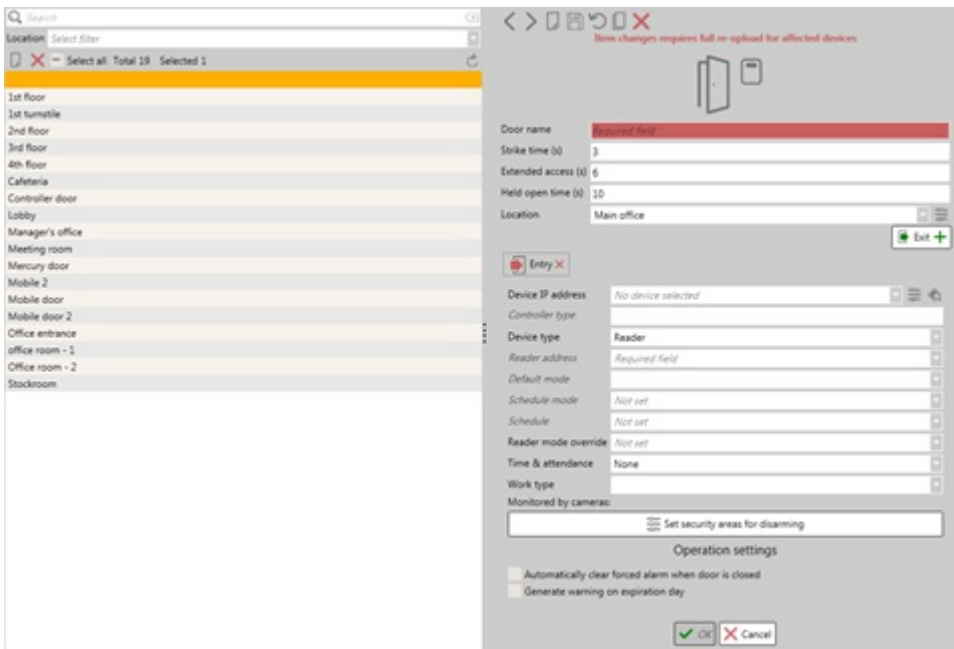 Search
Location Select filter
Select all Total 19 Selected 1
1st floor
1st turnstile
2nd floor
3rd floor
4th floor
Cafeteria
Controller door
Lobby
Manager's office
Meeting room
Mercury door
Mobile 2
Mobile door
Mobile door 2
Office entrance
office room - 1
Office room - 2
Stockroom
Item changes requires full re-upload for affected devices
Door name Required field
Strike time (s) 3
Extended access (s) 6
Held open time (s) 10
Location Main office
Exit
Entry
Device IP address No device selected
Controller type
Device type Reader
Reader address Required field
Default mode
Schedule mode Not set
Schedule Not set
Reader mode override Not set
Time & attendance None
Work type
Monitored by cameras:
Set security areas for disarming
Operation settings
Automatically clear forced alarm when door is closed
Generate warning on expiration day
OK Cancel